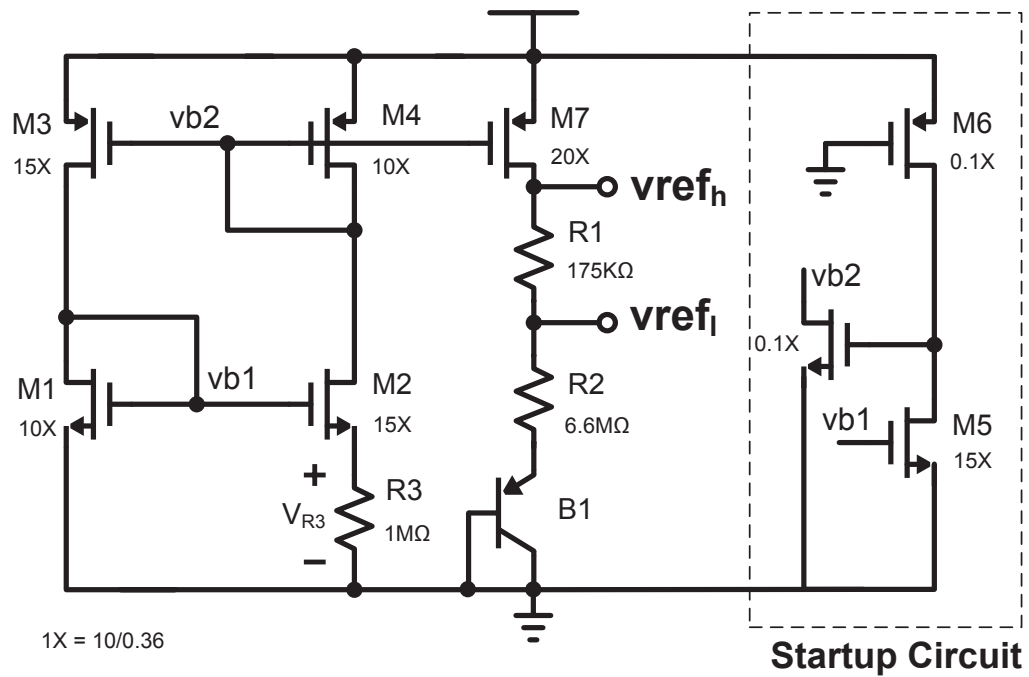 M3
15X
vb2
M4
10X
M7
20X
M6
0.1X
vref_h
R1
175KΩ
vref_l
vb2
0.1X
M1
10X
vb1
M2
15X
R2
6.6MΩ
vb1
M5
15X
+
V_R3
−
R3
1MΩ
B1
1X = 10/0.36
Startup Circuit